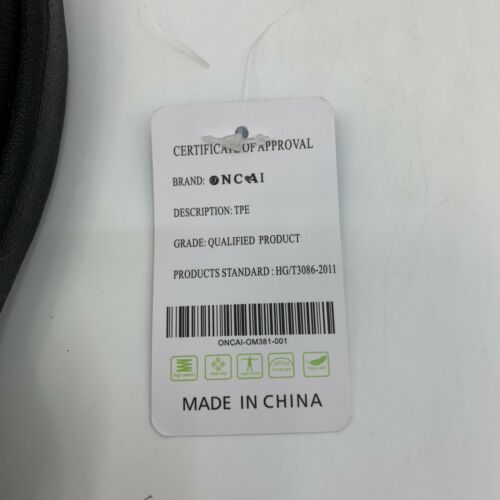 CERTIFICATE OF APPROVAL
BRAND: ONCAI
DESCRIPTION: TPE
GRADE: QUALIFIED PRODUCT
PRODUCTS STANDARD : HG/T3086-2011
ONCAI-OM381-001
MADE IN CHINA